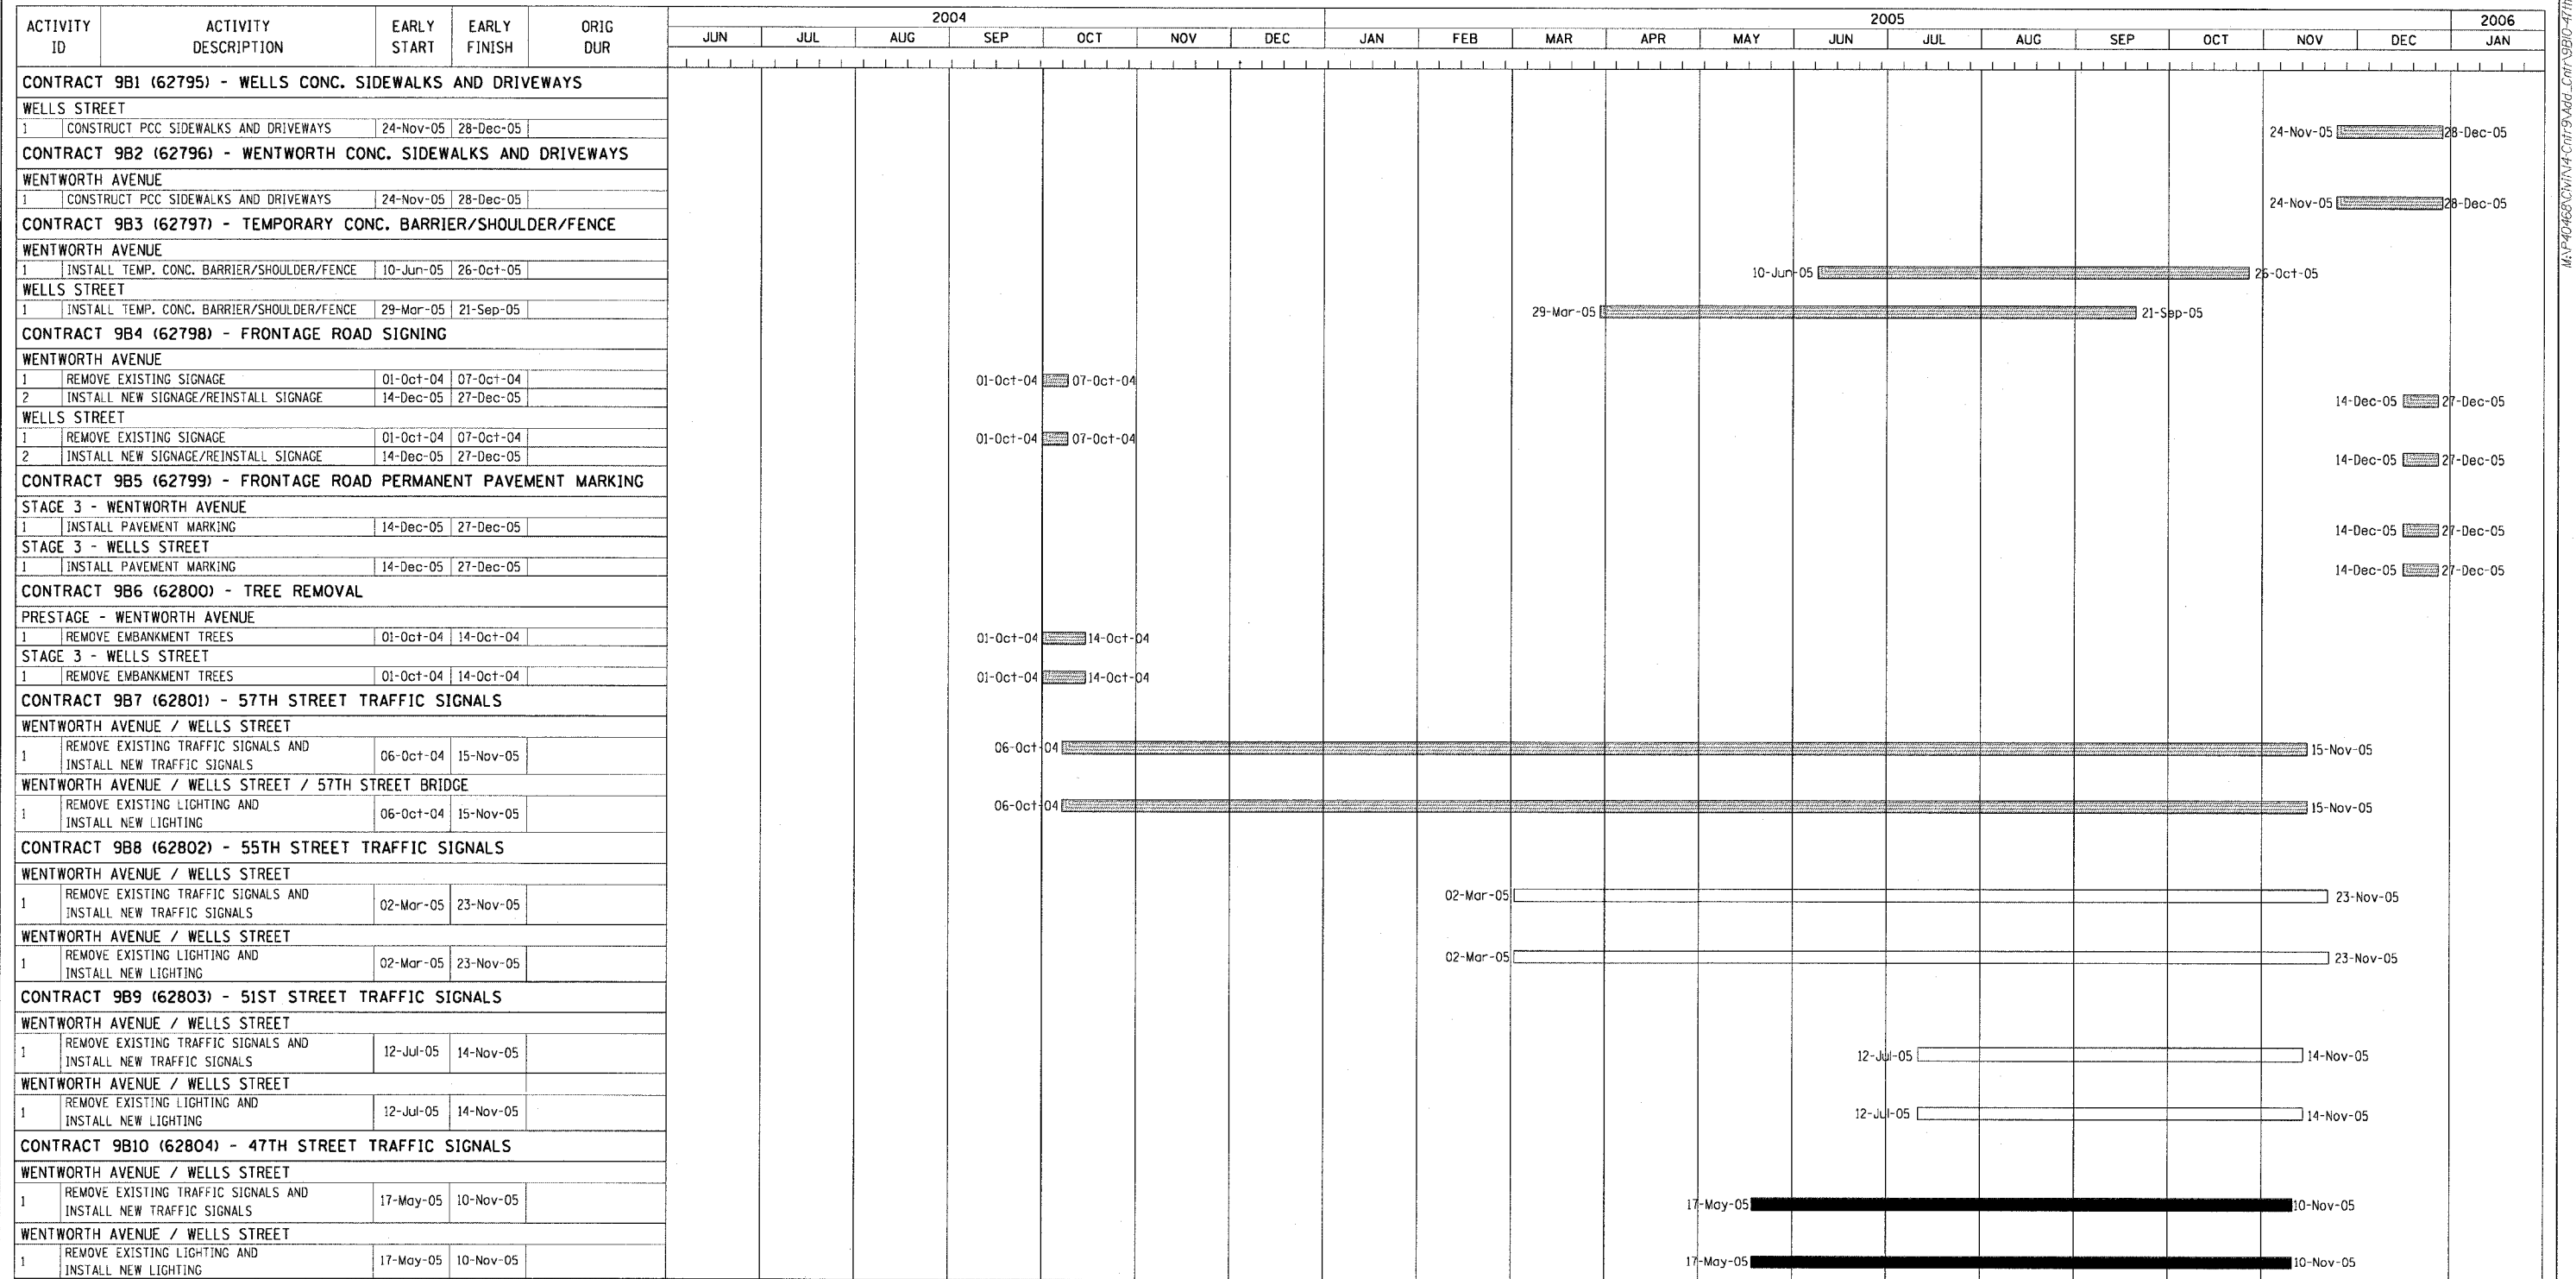 ACTIVITY ID ACTIVITY DESCRIPTION EARLY START EARLY FINISH ORIG DUR
2004 2005 2006
JUN JUL AUG SEP OCT NOV DEC JAN FEB MAR APR MAY JUN JUL AUG SEP OCT NOV DEC JAN
CONTRACT 9B1 (62795) - WELLS CONC. SIDEWALKS AND DRIVEWAYS
WELLS STREET
1 CONSTRUCT PCC SIDEWALKS AND DRIVEWAYS 24-Nov-05 28-Dec-05 24-Nov-05 28-Dec-05
CONTRACT 9B2 (62796) - WENTWORTH CONC. SIDEWALKS AND DRIVEWAYS
WENTWORTH AVENUE
1 CONSTRUCT PCC SIDEWALKS AND DRIVEWAYS 24-Nov-05 28-Dec-05 24-Nov-05 28-Dec-05
CONTRACT 9B3 (62797) - TEMPORARY CONC. BARRIER/SHOULDER/FENCE
WENTWORTH AVENUE
1 INSTALL TEMP. CONC. BARRIER/SHOULDER/FENCE 10-Jun-05 26-Oct-05 10-Jun-05 26-Oct-05
WELLS STREET
1 INSTALL TEMP. CONC. BARRIER/SHOULDER/FENCE 29-Mar-05 21-Sep-05 29-Mar-05 21-Sep-05
CONTRACT 9B4 (62798) - FRONTAGE ROAD SIGNING
WENTWORTH AVENUE
1 REMOVE EXISTING SIGNAGE 01-Oct-04 07-Oct-04 01-Oct-04 07-Oct-04
2 INSTALL NEW SIGNAGE/REINSTALL SIGNAGE 14-Dec-05 27-Dec-05 14-Dec-05 27-Dec-05
WELLS STREET
1 REMOVE EXISTING SIGNAGE 01-Oct-04 07-Oct-04 01-Oct-04 07-Oct-04
2 INSTALL NEW SIGNAGE/REINSTALL SIGNAGE 14-Dec-05 27-Dec-05 14-Dec-05 27-Dec-05
CONTRACT 9B5 (62799) - FRONTAGE ROAD PERMANENT PAVEMENT MARKING
STAGE 3 - WENTWORTH AVENUE
1 INSTALL PAVEMENT MARKING 14-Dec-05 27-Dec-05 14-Dec-05 27-Dec-05
STAGE 3 - WELLS STREET
1 INSTALL PAVEMENT MARKING 14-Dec-05 27-Dec-05 14-Dec-05 27-Dec-05
CONTRACT 9B6 (62800) - TREE REMOVAL
PRESTAGE - WENTWORTH AVENUE
1 REMOVE EMBANKMENT TREES 01-Oct-04 14-Oct-04 01-Oct-04 14-Oct-04
STAGE 3 - WELLS STREET
1 REMOVE EMBANKMENT TREES 01-Oct-04 14-Oct-04 01-Oct-04 14-Oct-04
CONTRACT 9B7 (62801) - 57TH STREET TRAFFIC SIGNALS
WENTWORTH AVENUE / WELLS STREET
1 REMOVE EXISTING TRAFFIC SIGNALS AND INSTALL NEW TRAFFIC SIGNALS 06-Oct-04 15-Nov-05 06-Oct-04 15-Nov-05
WENTWORTH AVENUE / WELLS STREET / 57TH STREET BRIDGE
1 REMOVE EXISTING LIGHTING AND INSTALL NEW LIGHTING 06-Oct-04 15-Nov-05 06-Oct-04 15-Nov-05
CONTRACT 9B8 (62802) - 55TH STREET TRAFFIC SIGNALS
WENTWORTH AVENUE / WELLS STREET
1 REMOVE EXISTING TRAFFIC SIGNALS AND INSTALL NEW TRAFFIC SIGNALS 02-Mar-05 23-Nov-05 02-Mar-05 23-Nov-05
WENTWORTH AVENUE / WELLS STREET
1 REMOVE EXISTING LIGHTING AND INSTALL NEW LIGHTING 02-Mar-05 23-Nov-05 02-Mar-05 23-Nov-05
CONTRACT 9B9 (62803) - 51ST STREET TRAFFIC SIGNALS
WENTWORTH AVENUE / WELLS STREET
1 REMOVE EXISTING TRAFFIC SIGNALS AND INSTALL NEW TRAFFIC SIGNALS 12-Jul-05 14-Nov-05 12-Jul-05 14-Nov-05
WENTWORTH AVENUE / WELLS STREET
1 REMOVE EXISTING LIGHTING AND INSTALL NEW LIGHTING 12-Jul-05 14-Nov-05 12-Jul-05 14-Nov-05
CONTRACT 9B10 (62804) - 47TH STREET TRAFFIC SIGNALS
WENTWORTH AVENUE / WELLS STREET
1 REMOVE EXISTING TRAFFIC SIGNALS AND INSTALL NEW TRAFFIC SIGNALS 17-May-05 10-Nov-05 17-May-05 10-Nov-05
WENTWORTH AVENUE / WELLS STREET
1 REMOVE EXISTING LIGHTING AND INSTALL NEW LIGHTING 17-May-05 10-Nov-05 17-May-05 10-Nov-05